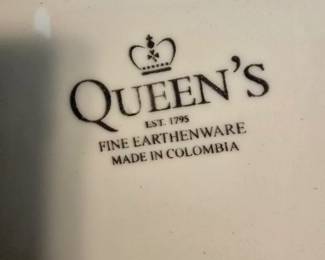 QUEEN'S
EST. 1795
FINE EARTHENWARE
MADE IN COLOMBIA